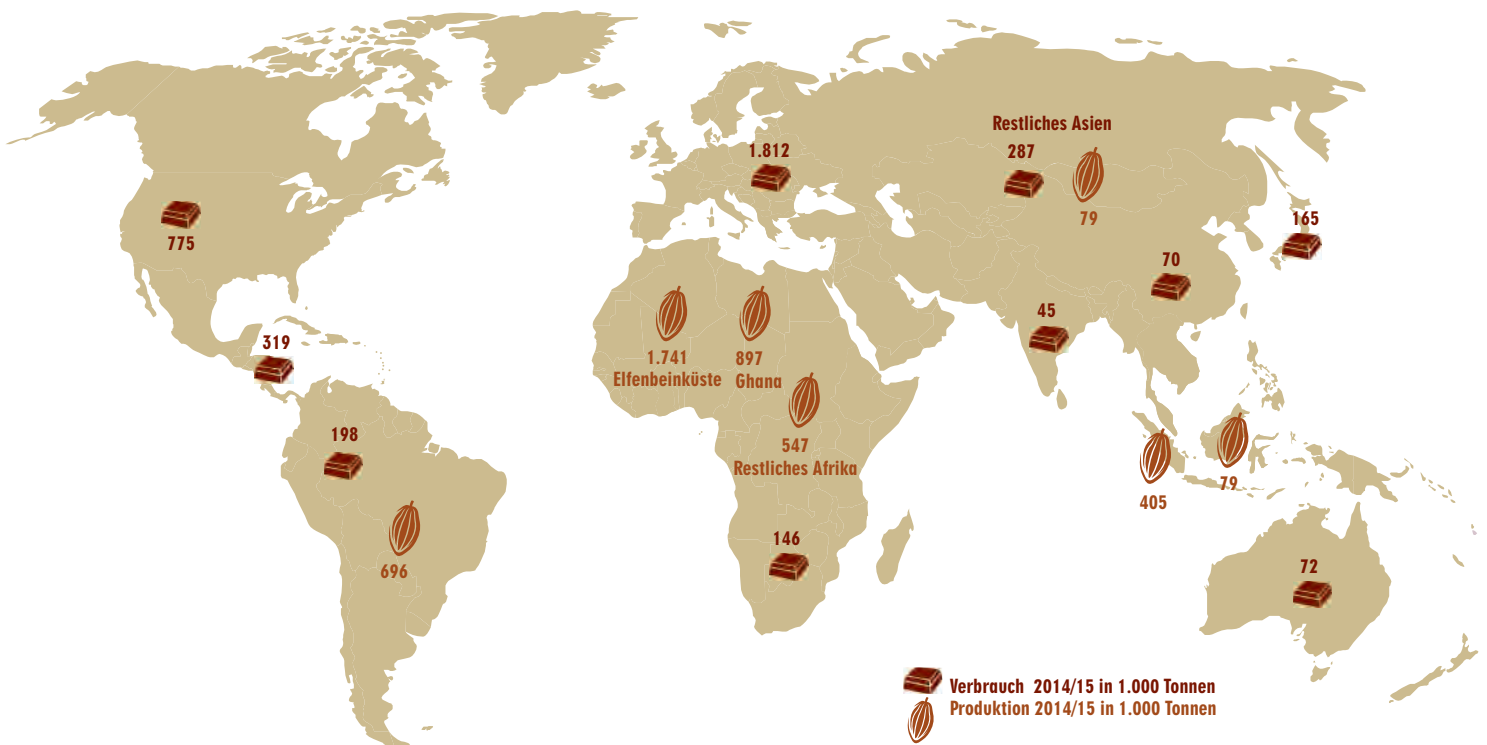 Restliches Asien
1.812
287
79
775
165
70
45
319
1.741
Elfenbeinküste
897
Ghana
547
Restliches Afrika
198
696
405
79
146
72
Verbrauch 2014/15 in 1.000 Tonnen
Produktion 2014/15 in 1.000 Tonnen